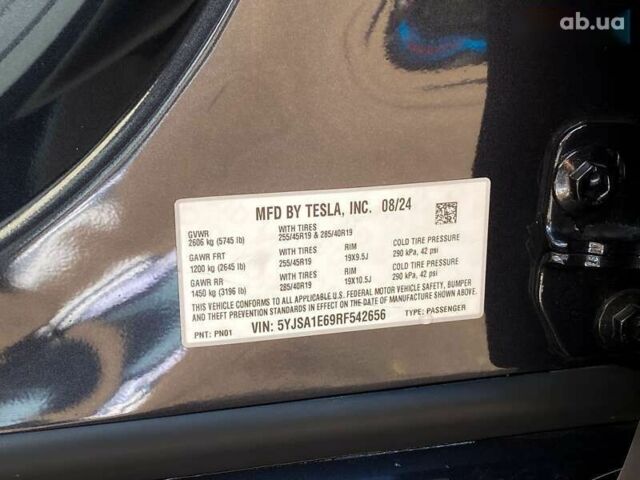 ab.ua
MFD BY TESLA, INC. 08/24
GVWR WITH TIRES
2606 kg (5745 lb) 255/45R19 & 285/40R19
GAWR FRT WITH TIRES RIM COLD TIRE PRESSURE
1200 kg (2645 lb) 255/45R19 19X9.5J 290 kPa, 42 psi
GAWR RR WITH TIRES RIM COLD TIRE PRESSURE
1450 kg (3196 lb) 285/40R19 19X10.5J 290 kPa, 42 psi
THIS VEHICLE CONFORMS TO ALL APPLICABLE U.S. FEDERAL MOTOR VEHICLE SAFETY, BUMPER
AND THEFT PREVENTION STANDARDS IN EFFECT ON THE DATE OF MANUFACTURE SHOWN ABOVE.
PNT: PN01 VIN: 5YJSA1E69RF542656 TYPE: PASSENGER